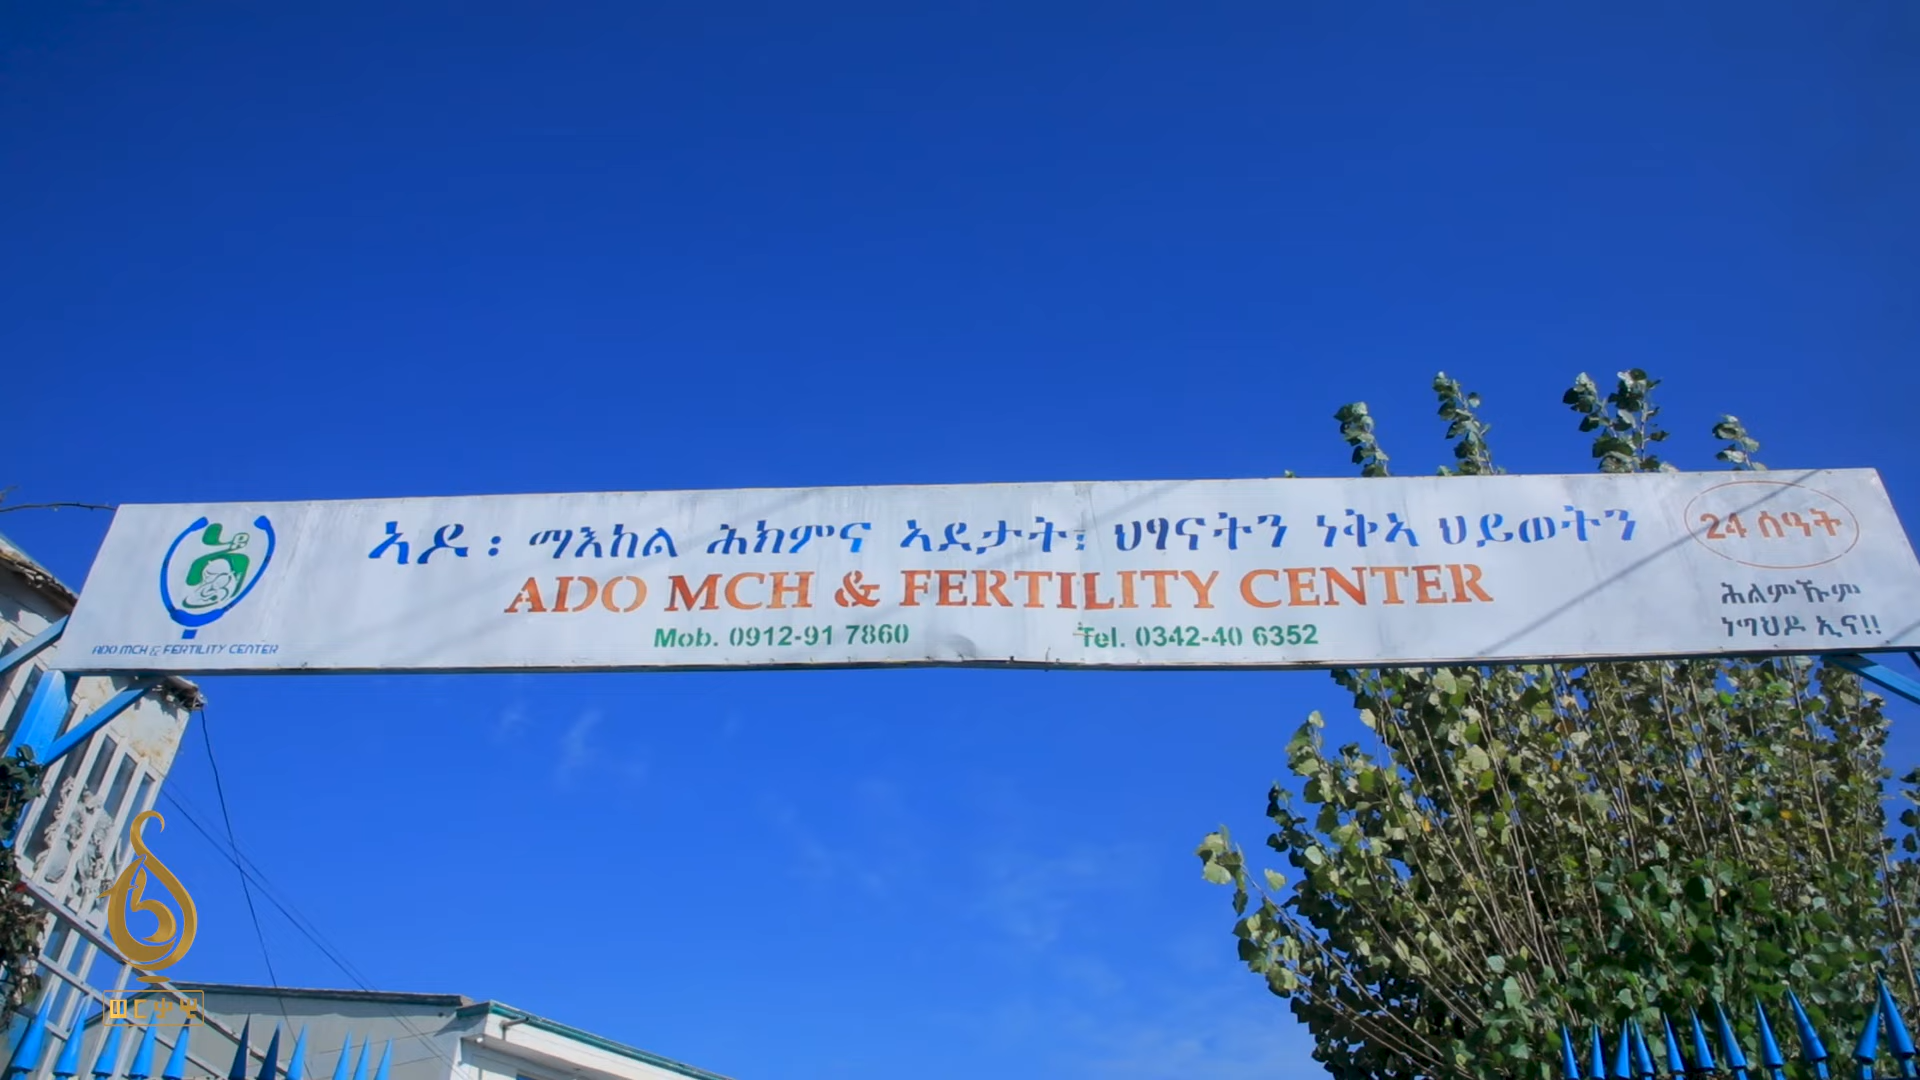 ኣዶ ፡ ማእከል ሕክምና ኣደታት፣ ህፃናትን ነቅኣ ህይወትን
ADO MCH & FERTILITY CENTER
Mob. 0912-91 7860 Tel. 0342-40 6352
24 ሰዓት
ሕልምኹም
ነግህዶ ኢና!!
ADO MCH & FERTILITY CENTER